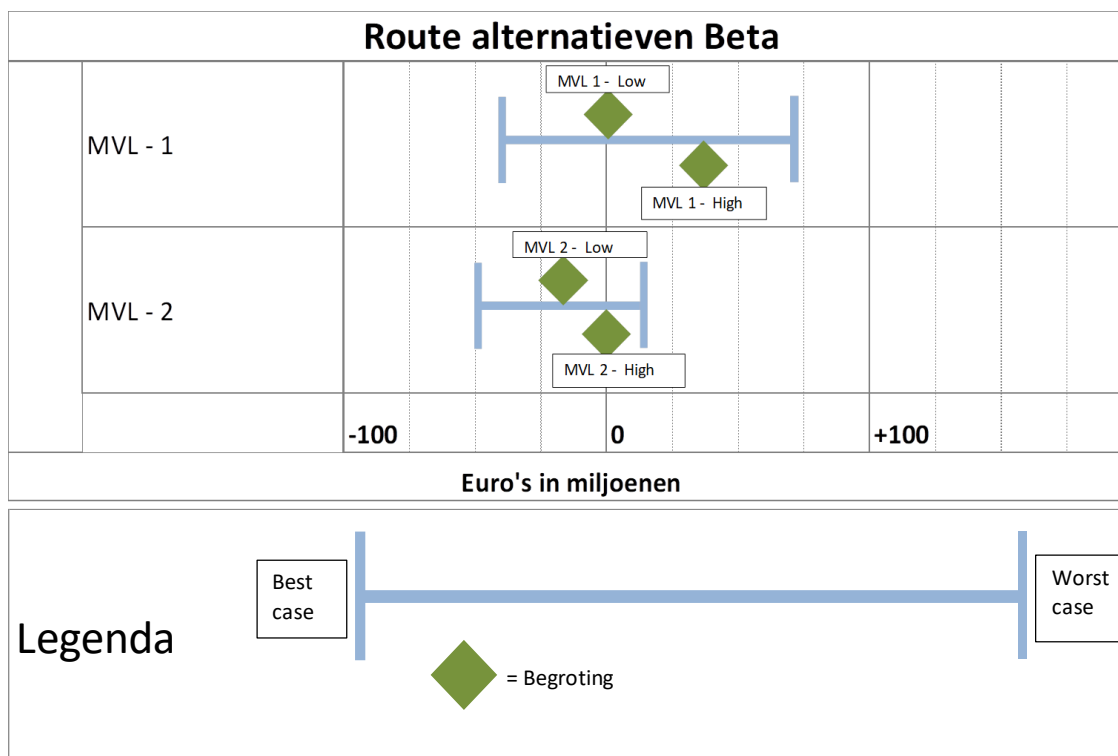 Route alternatieven Beta
MVL 1 - Low
MVL - 1
MVL 1 - High
MVL 2 - Low
MVL - 2
MVL 2 - High
-100 0 +100
Euro's in miljoenen
Best
case
Worst
case
Legenda
= Begroting